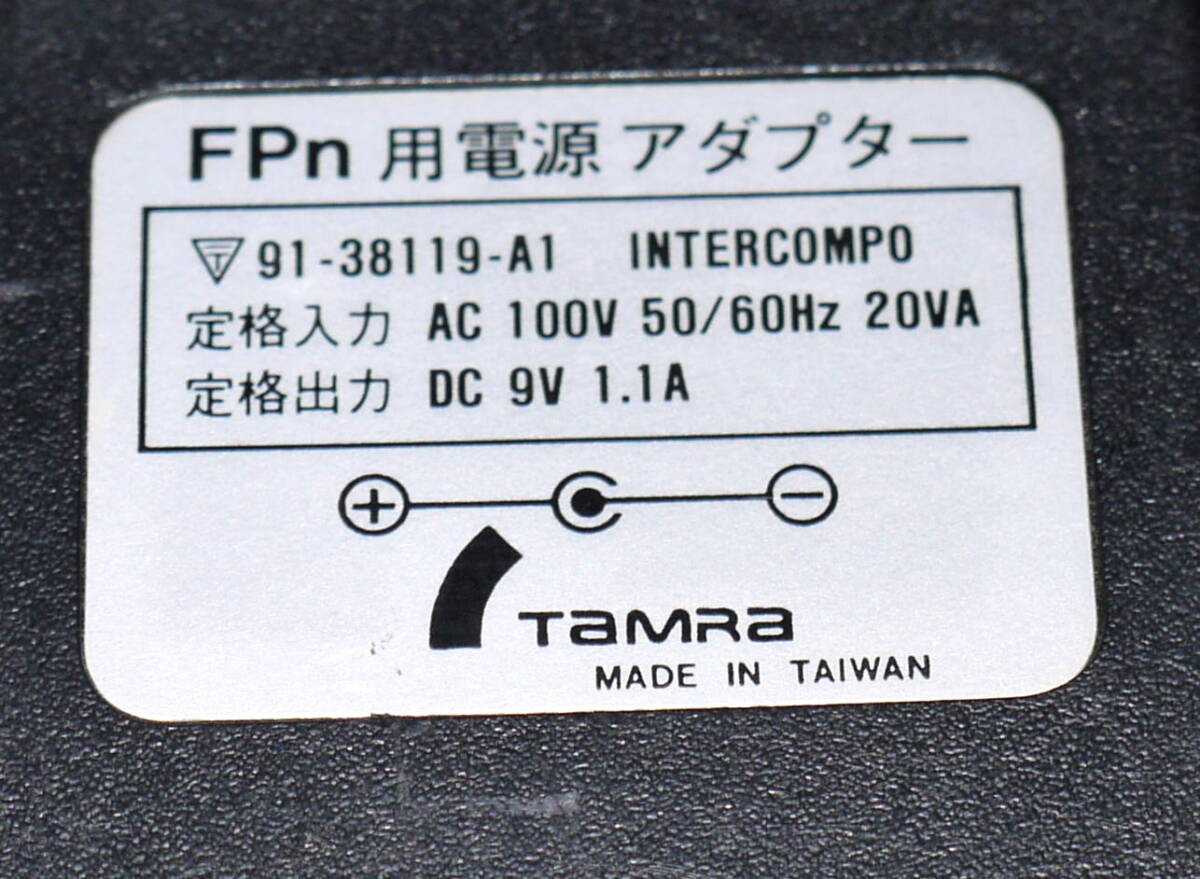 FPn 用電源 アダプター
91-38119-A1 INTERCOMPO
定格入力 AC 100V 50/60Hz 20VA
定格出力 DC 9V 1.1A
TAMRA
MADE IN TAIWAN